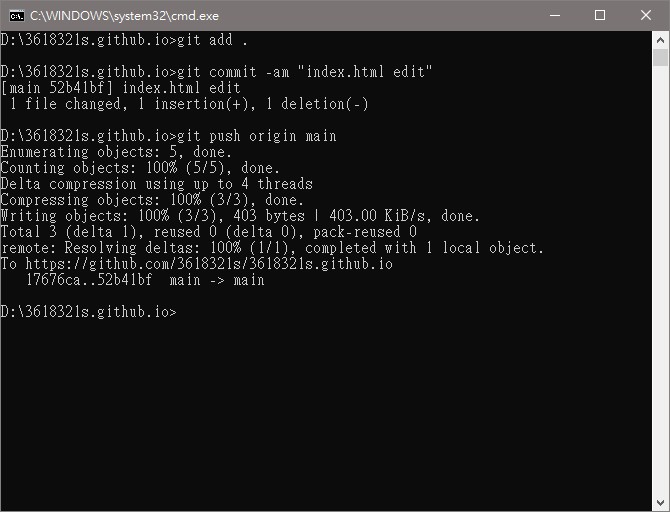 C:\WINDOWS\system32\cmd.exe
D:\3618321s.github.io>git add .
D:\3618321s.github.io>git commit -am "index.html edit"
[main 52b41bf] index.html edit
 1 file changed, 1 insertion(+), 1 deletion(-)
D:\3618321s.github.io>git push origin main
Enumerating objects: 5, done.
Counting objects: 100% (5/5), done.
Delta compression using up to 4 threads
Compressing objects: 100% (3/3), done.
Writing objects: 100% (3/3), 403 bytes | 403.00 KiB/s, done.
Total 3 (delta 1), reused 0 (delta 0), pack-reused 0
remote: Resolving deltas: 100% (1/1), completed with 1 local object.
To https://github.com/3618321s/3618321s.github.io
   17676ca..52b41bf  main -> main
D:\3618321s.github.io>